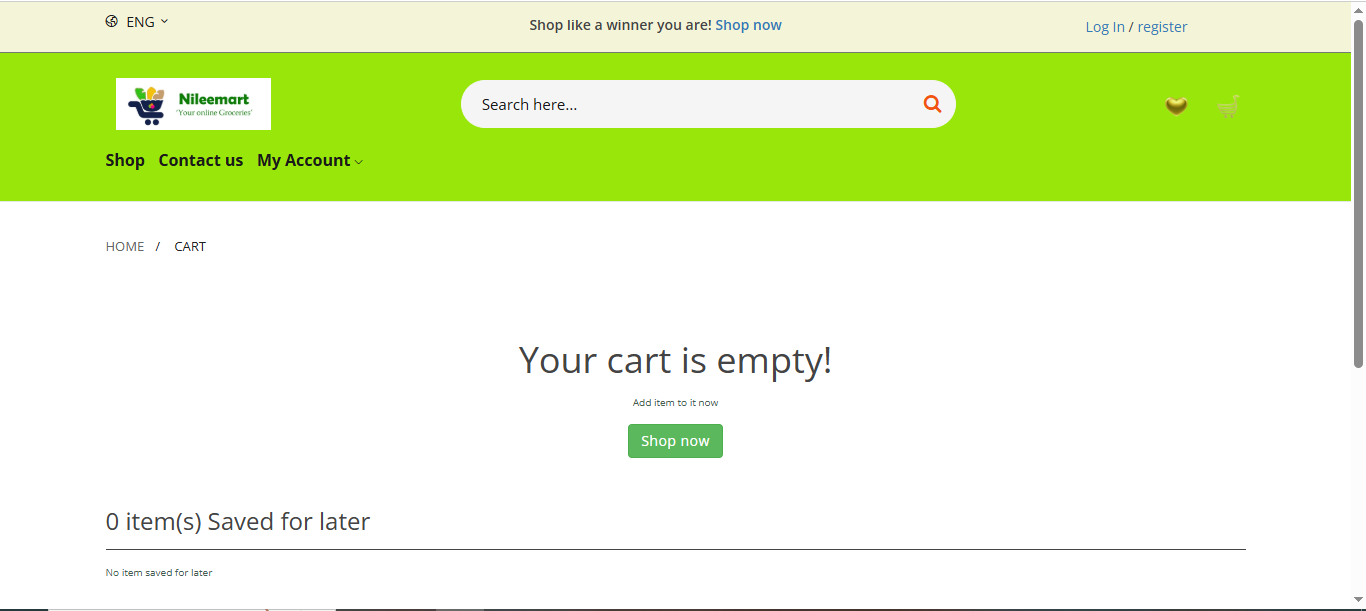 ENG
Shop like a winner you are! Shop now
Log In / register
Nileemart
'Your online Groceries'
Search here...
Shop Contact us My Account
HOME / CART
Your cart is empty!
Add item to it now
Shop now
0 item(s) Saved for later
No item saved for later